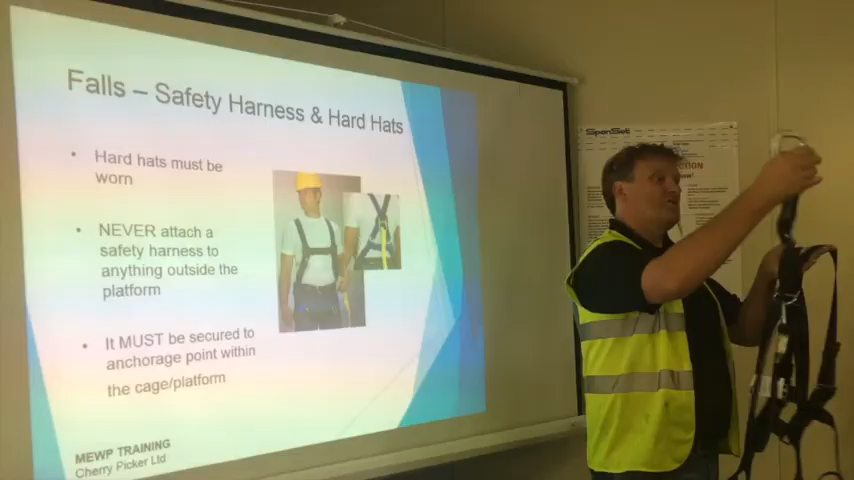 Falls – Safety Harness & Hard Hats
• Hard hats must be
worn
• NEVER attach a
safety harness to
anything outside the
platform
• It MUST be secured to
anchorage point within
the cage/platform
MEWP TRAINING
Cherry Picker Ltd
SpanSet